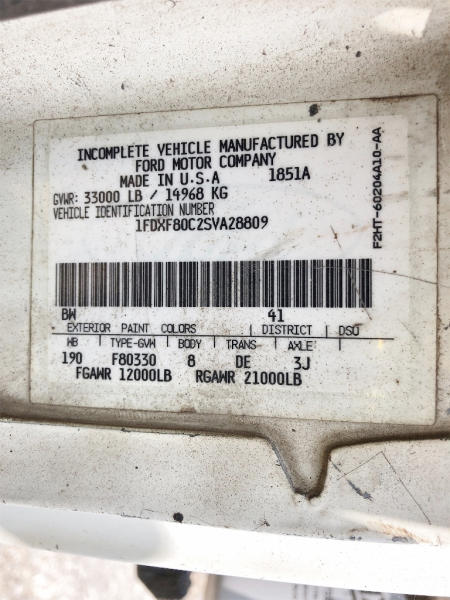 INCOMPLETE VEHICLE MANUFACTURED BY
FORD MOTOR COMPANY
MADE IN U.S.A 1851A
GVWR: 33000 LB / 14968 KG
VEHICLE IDENTIFICATION NUMBER
1FDXF80C2SVA28809
BW 41
EXTERIOR PAINT COLORS DISTRICT DSO
WB TYPE-GVW BODY TRANS AXLE
190 F80330 8 DE 3J
FGAWR 12000LB RGAWR 21000LB
F2HT-60204A10-AA